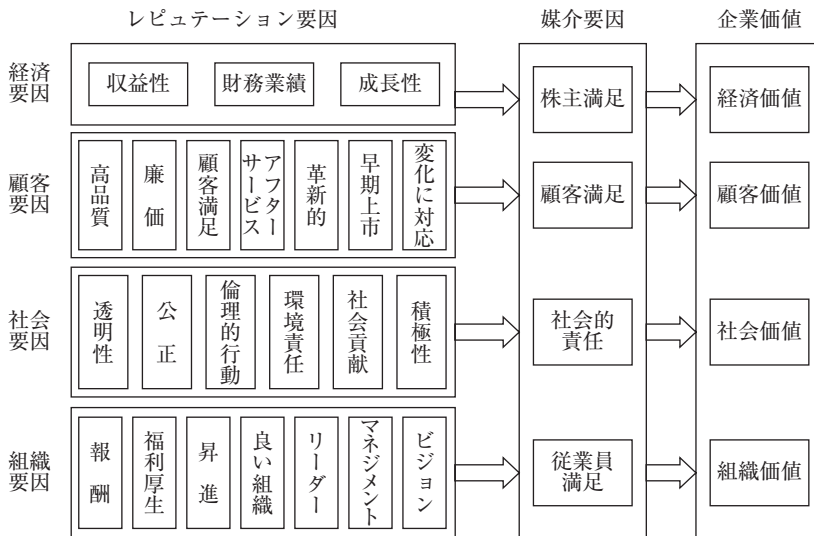 レピュテーション要因
媒介要因
企業価値
経済
要因
収益性
財務業績
成長性
株主満足
経済価値
顧客
要因
高品質
廉価
顧客満足
アフター
サービス
革新的
早期上市
変化に対応
顧客満足
顧客価値
社会
要因
透明性
公正
倫理的行動
環境責任
社会貢献
積極性
社会的
責任
社会価値
組織
要因
報酬
福利厚生
昇進
良い組織
リーダー
マネジメント
ビジョン
従業員
満足
組織価値